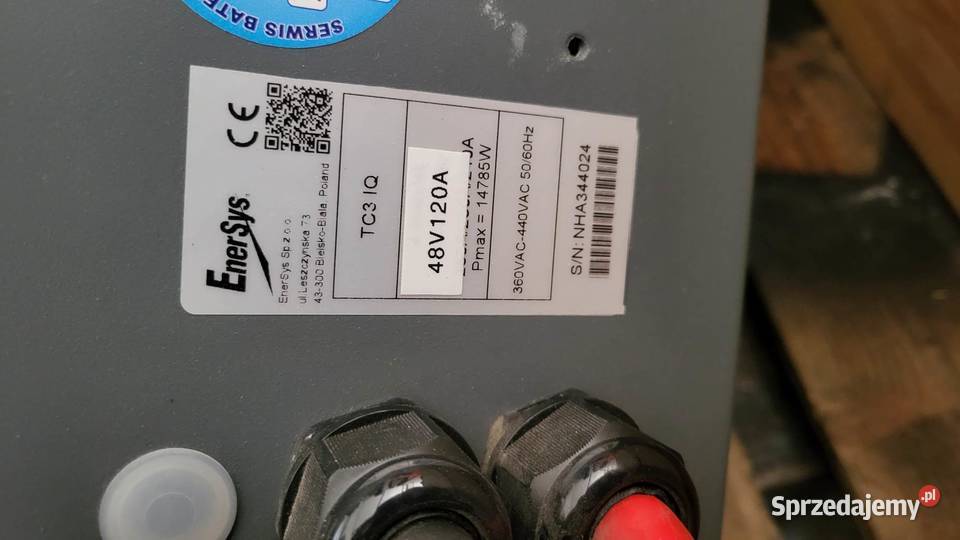 SERWIS BATE
EnerSys
CE
EnerSys Sp.z o.o.
ul.Leszczyńska 73
43-300 Bielsko-Biała, Poland
TC3 IQ
48V120A
Pmax = 14785W
360VAC-440VAC 50/60Hz
S/N: NHA344024
Sprzedajemy.pl